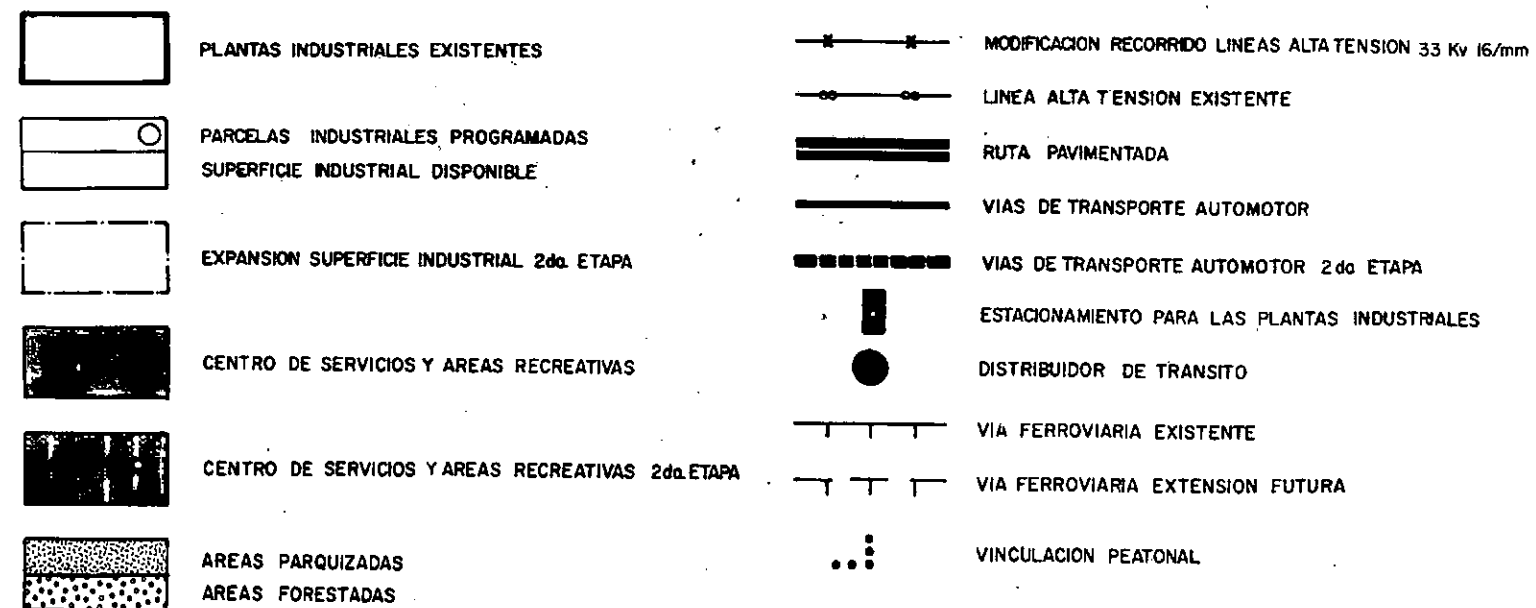 PLANTAS INDUSTRIALES EXISTENTES
PARCELAS INDUSTRIALES PROGRAMADAS
SUPERFICIE INDUSTRIAL DISPONIBLE
EXPANSION SUPERFICIE INDUSTRIAL 2da. ETAPA
CENTRO DE SERVICIOS Y AREAS RECREATIVAS
CENTRO DE SERVICIOS Y AREAS RECREATIVAS 2da. ETAPA
AREAS PARQUIZADAS
AREAS FORESTADAS
MODIFICACION RECORRIDO LINEAS ALTA TENSION 33 Kv 16/mm
LINEA ALTA TENSION EXISTENTE
RUTA PAVIMENTADA
VIAS DE TRANSPORTE AUTOMOTOR
VIAS DE TRANSPORTE AUTOMOTOR 2da ETAPA
ESTACIONAMIENTO PARA LAS PLANTAS INDUSTRIALES
DISTRIBUIDOR DE TRANSITO
VIA FERROVIARIA EXISTENTE
VIA FERROVIARIA EXTENSION FUTURA
VINCULACION PEATONAL